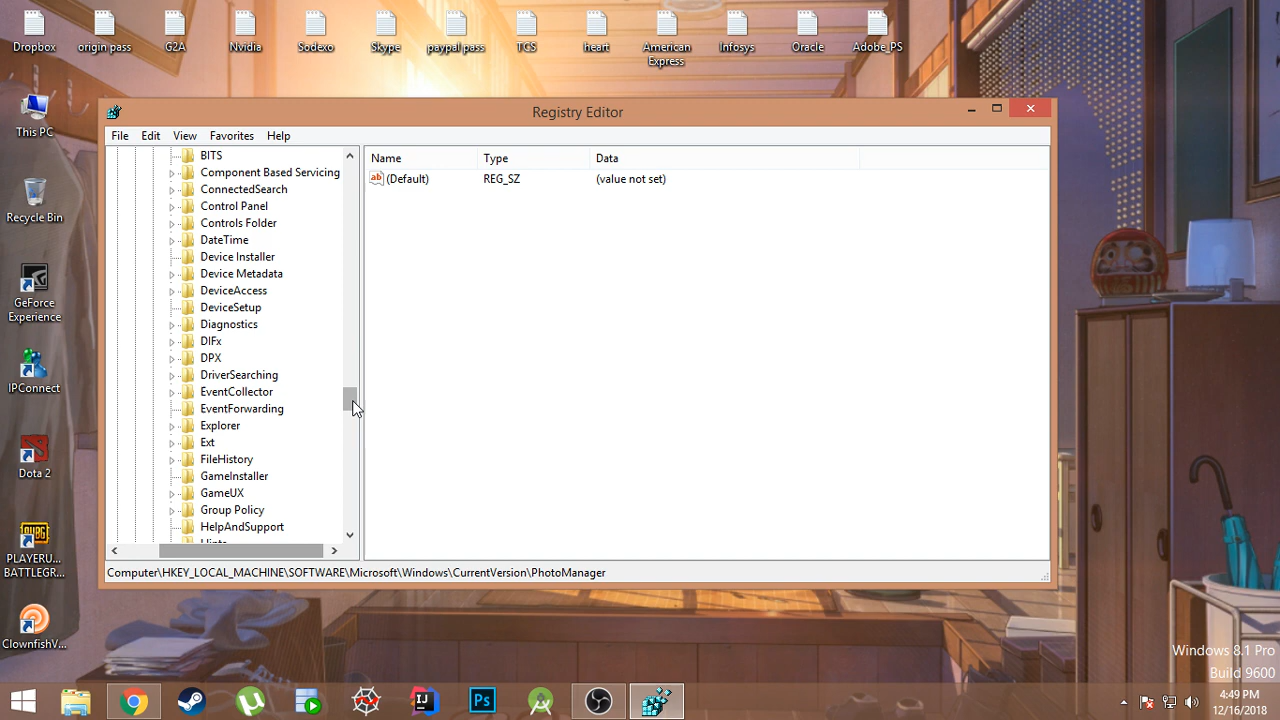 Dropbox
origin pass
G2A
Nvidia
Sodexo
Skype
paypal pass
TCS
heart
American
Express
Infosys
Oracle
Adobe_PS
This PC
Recycle Bin
GeForce
Experience
IPConnect
Dota 2
PLAYERU...
BATTLEGR...
ClownfishV...
Registry Editor
File Edit View Favorites Help
BITS
Component Based Servicing
ConnectedSearch
Control Panel
Controls Folder
DateTime
Device Installer
Device Metadata
DeviceAccess
DeviceSetup
Diagnostics
DIFx
DPX
DriverSearching
EventCollector
EventForwarding
Explorer
Ext
FileHistory
GameInstaller
GameUX
Group Policy
HelpAndSupport
Hints
Name Type Data
ab (Default) REG_SZ (value not set)
Computer\HKEY_LOCAL_MACHINE\SOFTWARE\Microsoft\Windows\CurrentVersion\PhotoManager
Windows 8.1 Pro
Build 9600
4:49 PM
12/16/2018
IJ
Ps